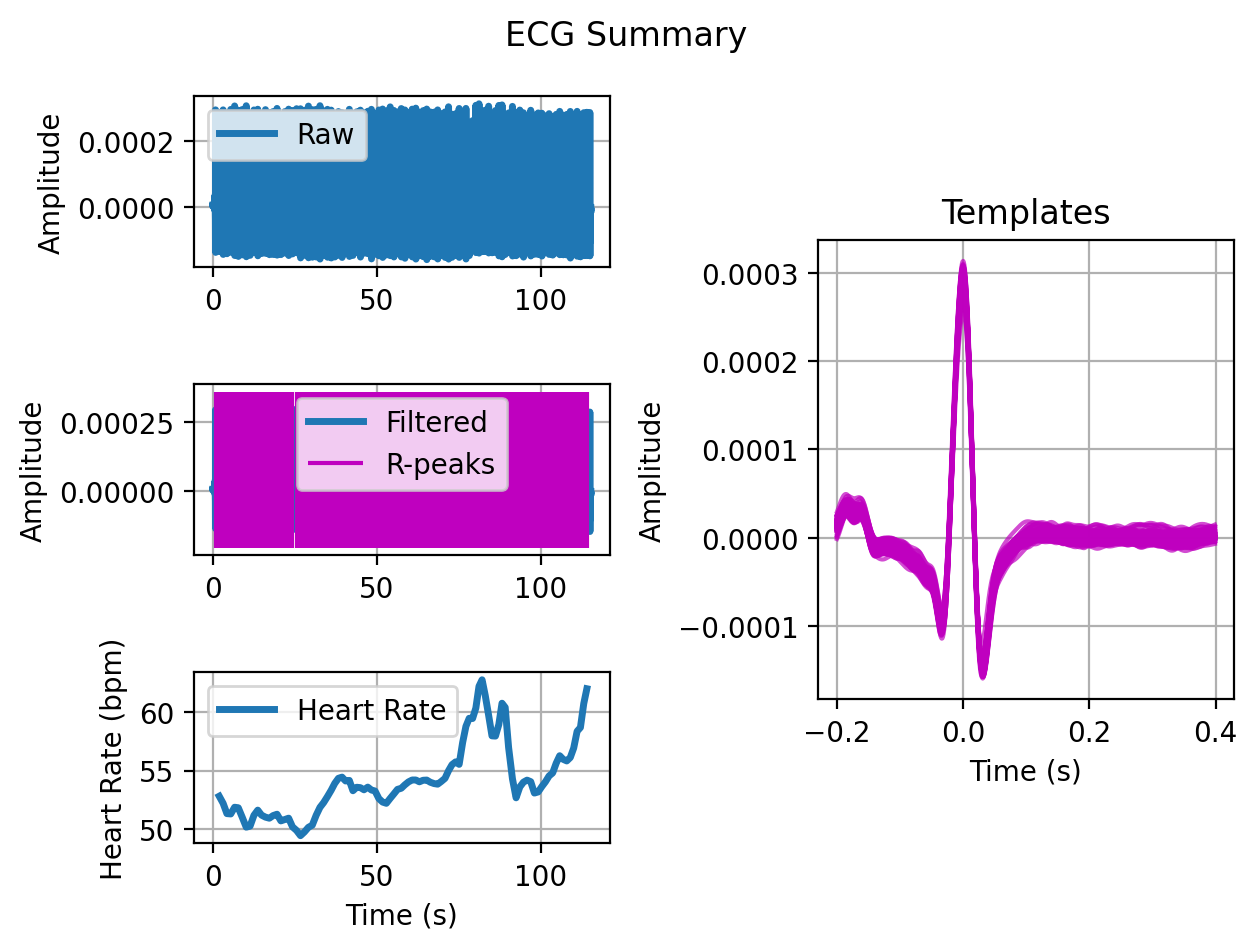 ECG Summary
Amplitude
0.0002
0.0000
Raw
0
50
100
Amplitude
0.00025
0.00000
Filtered
R-peaks
0
50
100
Heart Rate (bpm)
60
55
50
Heart Rate
0
50
100
Time (s)
Templates
Amplitude
0.0003
0.0002
0.0001
0.0000
−0.0001
−0.2
0.0
0.2
0.4
Time (s)